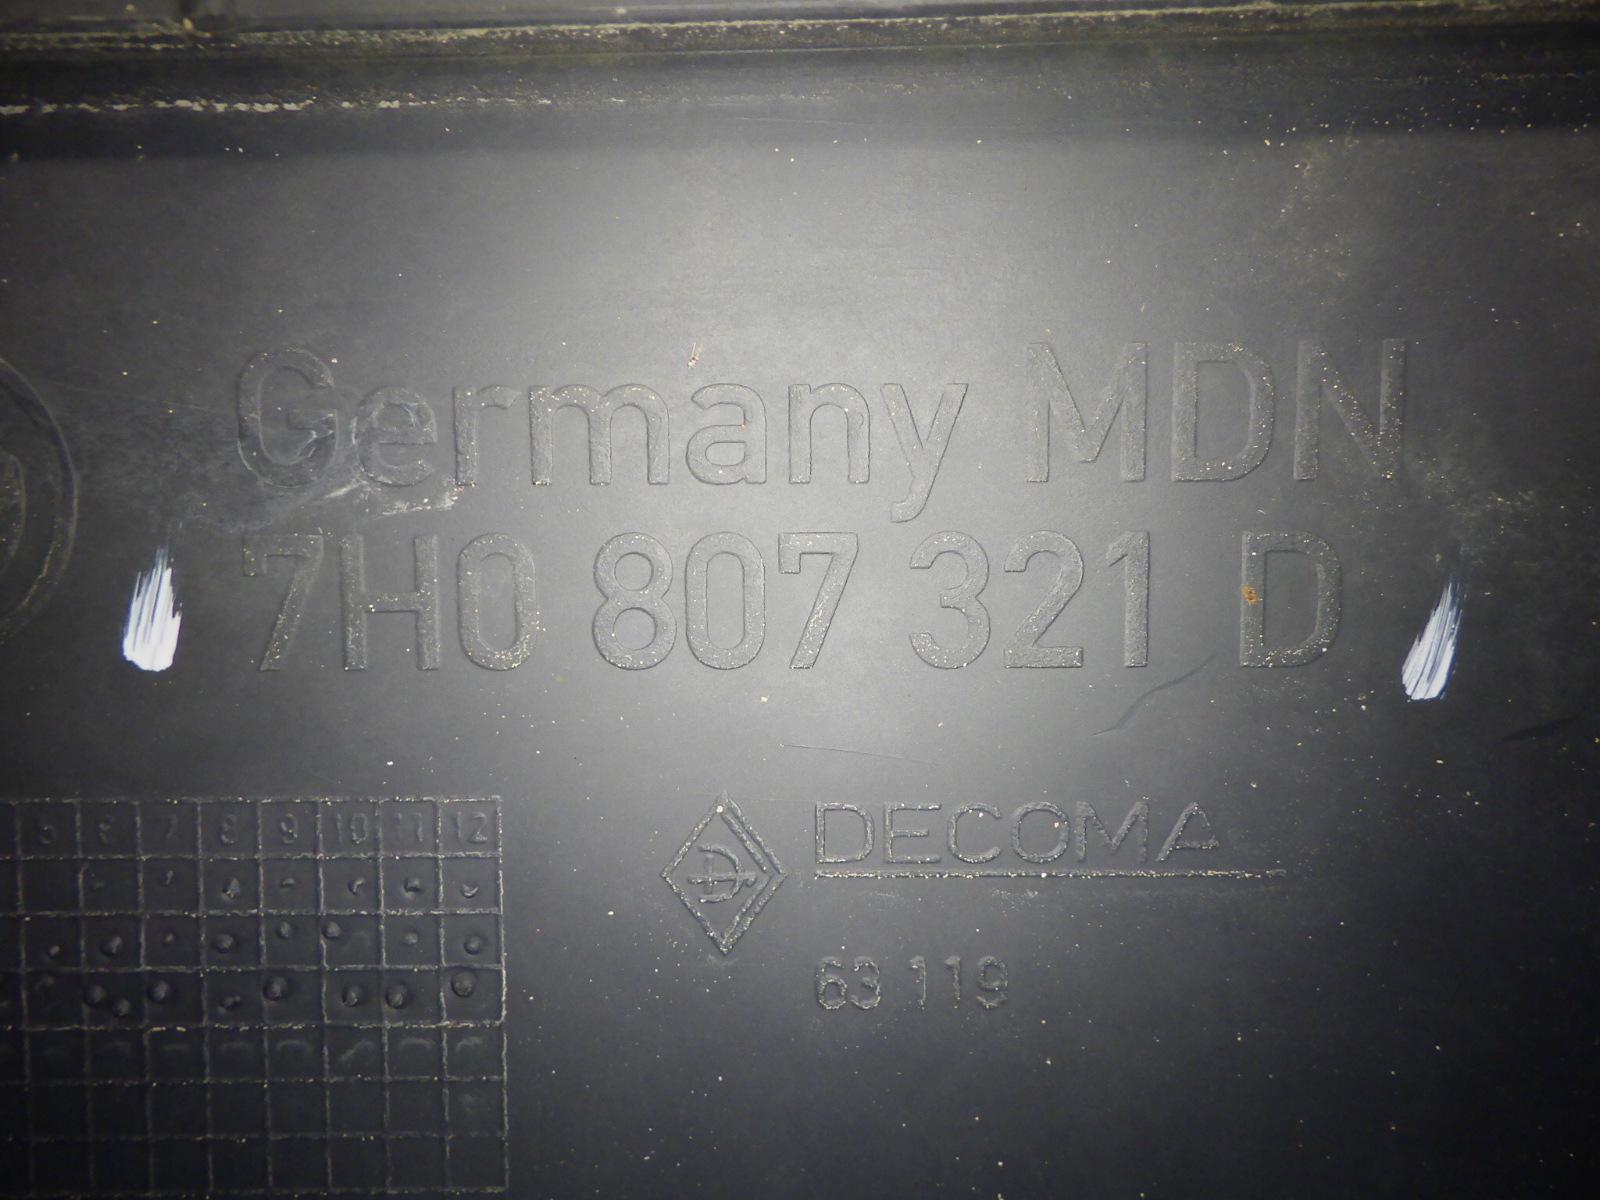 Germany MDN
7H0 807 321 D
5 6 7 8 9 10 11 12
DECOMA
63 119